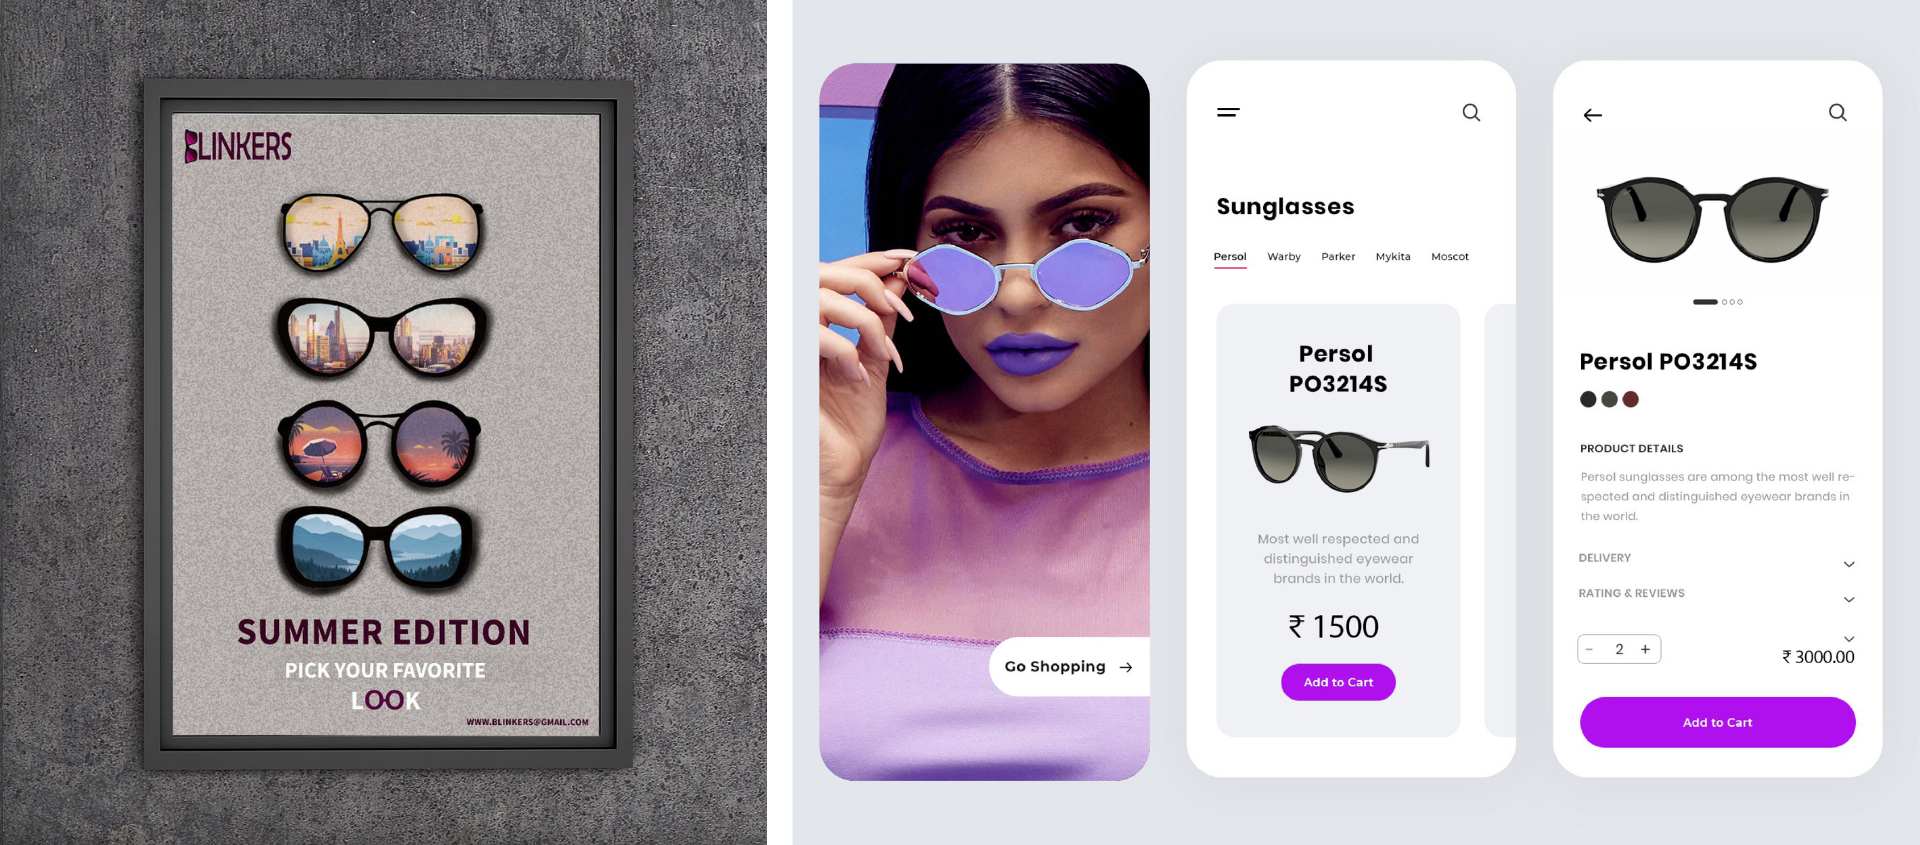 BLINKERS
SUMMER EDITION
PICK YOUR FAVORITE
LOOK
WWW.BLINKERS@GMAIL.COM
Go Shopping →
Sunglasses
Persol Warby Parker Mykita Moscot
Persol
PO3214S
Most well respected and
distinguished eyewear
brands in the world.
₹ 1500
Add to Cart
Persol PO3214S
PRODUCT DETAILS
Persol sunglasses are among the most well re-
spected and distinguished eyewear brands in
the world.
DELIVERY
RATING & REVIEWS
− 2 +
₹ 3000.00
Add to Cart